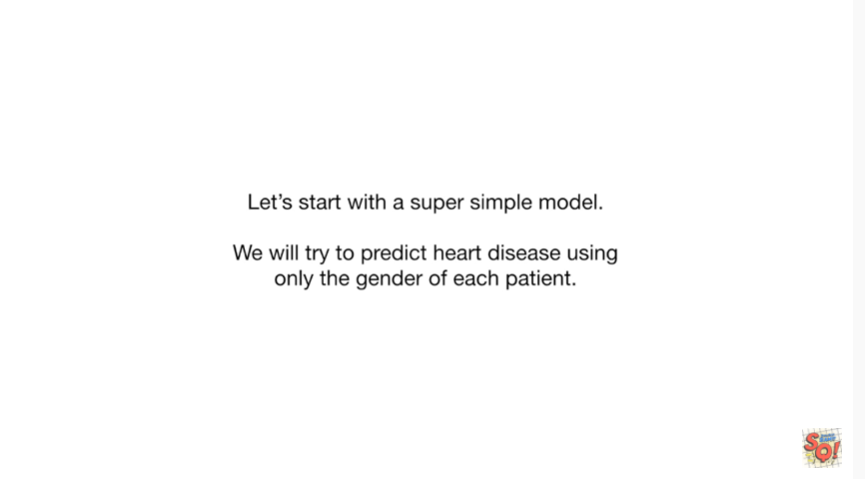 Let's start with a super simple model.
We will try to predict heart disease using
only the gender of each patient.
SQ!